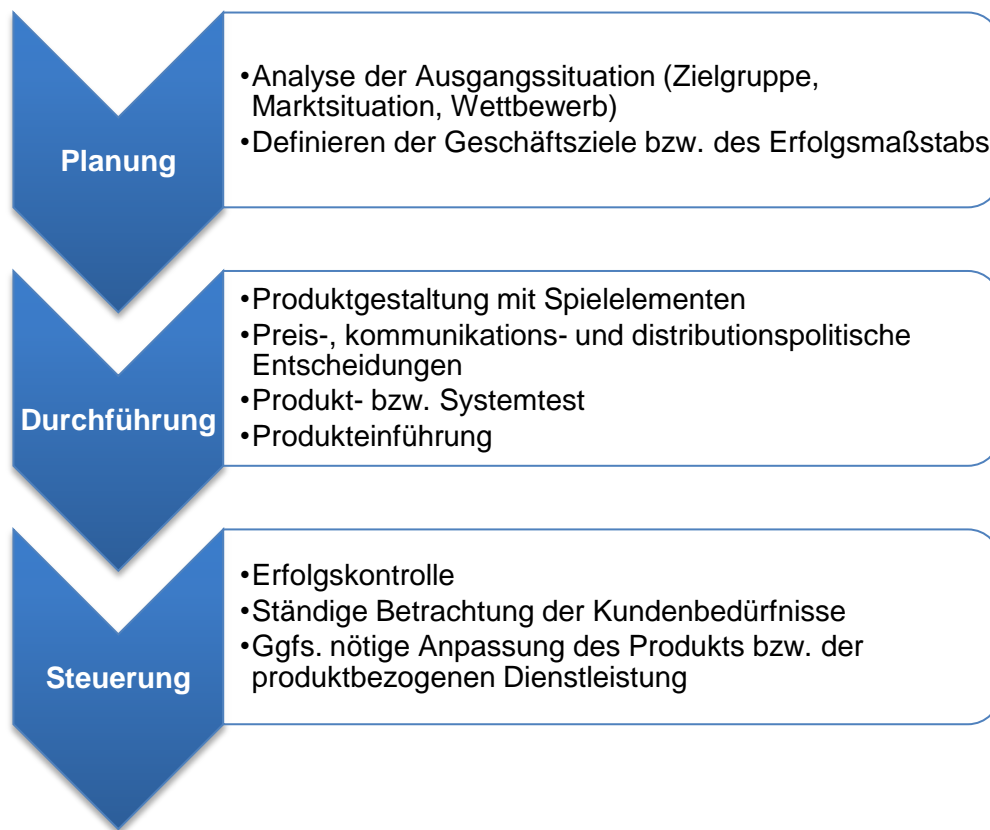 Planung
•Analyse der Ausgangssituation (Zielgruppe,
Marktsituation, Wettbewerb)
•Definieren der Geschäftsziele bzw. des Erfolgsmaßstabs
Durchführung
•Produktgestaltung mit Spielelementen
•Preis-, kommunikations- und distributionspolitische
Entscheidungen
•Produkt- bzw. Systemtest
•Produkteinführung
Steuerung
•Erfolgskontrolle
•Ständige Betrachtung der Kundenbedürfnisse
•Ggfs. nötige Anpassung des Produkts bzw. der
produktbezogenen Dienstleistung